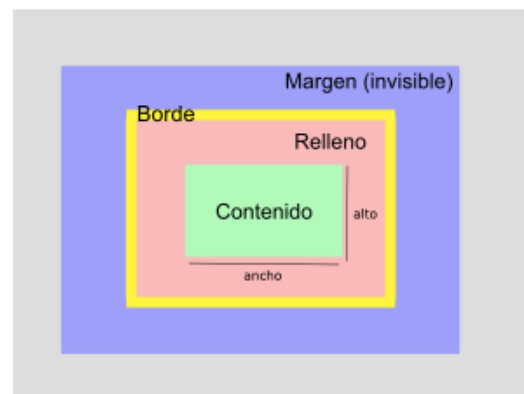 Margen (invisible)
Borde
Relleno
Contenido
alto
ancho